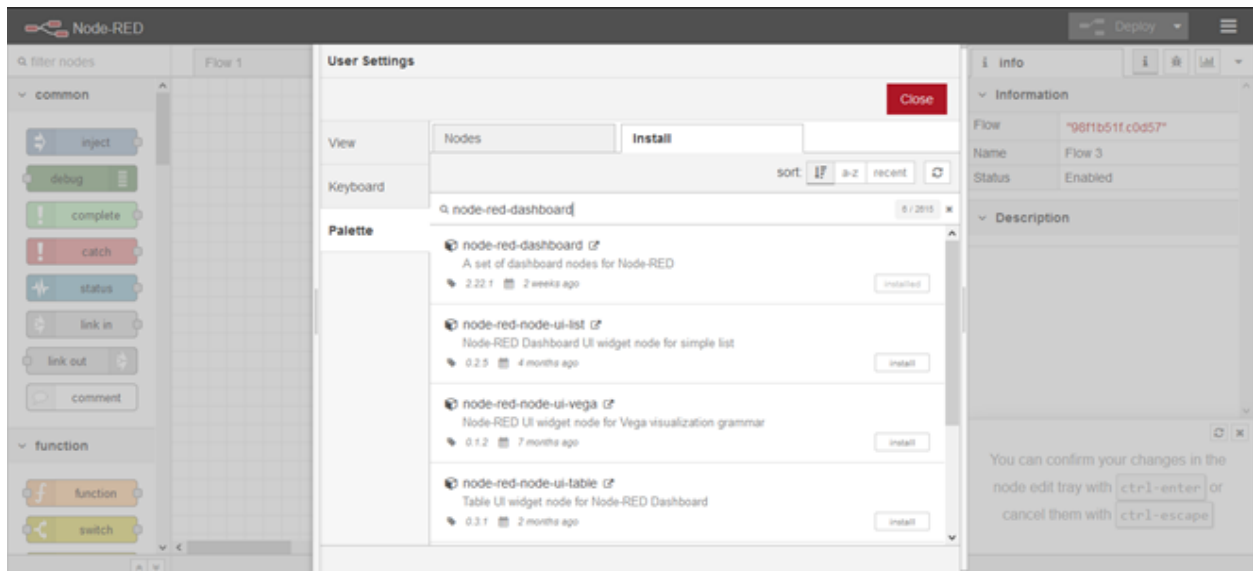 Node-RED
Deploy
filter nodes
Flow 1
User Settings
i info
i
common
Close
Information
Flow "96f1b51f.c0d57"
inject
View
Nodes
Install
Name Flow 3
debug
sort: a-z recent
Status Enabled
Keyboard
complete
node-red-dashboard
6 / 2615
Description
Palette
catch
node-red-dashboard
A set of dashboard nodes for Node-RED
status
2.22.1 2 weeks ago
installed
link in
node-red-node-ui-list
Node-RED Dashboard UI widget node for simple list
link out
0.2.5 4 months ago
install
comment
node-red-node-ui-vega
Node-RED UI widget node for Vega visualization grammar
function
0.1.2 7 months ago
install
You can confirm your changes in the
node edit tray with ctrl-enter or
cancel them with ctrl-escape
function
node-red-node-ui-table
Table UI widget node for Node-RED Dashboard
switch
0.3.1 2 months ago
install